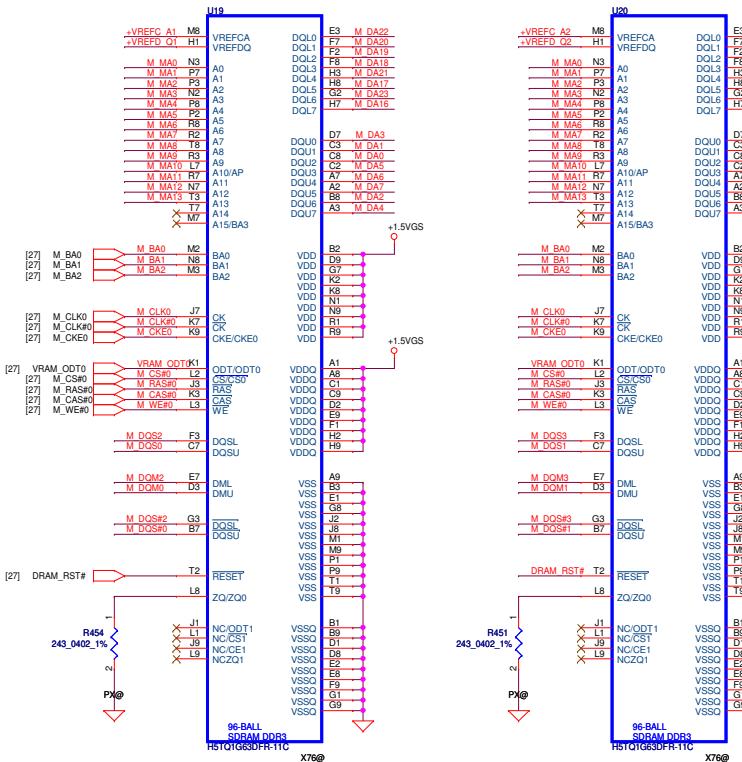 U19
+VREFC_A1 M8 VREFCA DQL0 E3 M_DA22
+VREFD_Q1 H1 VREFDQ DQL1 F7 M_DA20
DQL2 F2 M_DA19
M_MA0 N3 A0 DQL3 F8 M_DA18
M_MA1 P7 A1 DQL4 H3 M_DA21
M_MA2 P3 A2 DQL5 H8 M_DA17
M_MA3 N2 A3 DQL6 G2 M_DA23
M_MA4 P8 A4 DQL7 H7 M_DA16
M_MA5 P2 A5
M_MA6 R8 A6
M_MA7 R2 A7 DQU0 D7 M_DA3
M_MA8 T8 A8 DQU1 C3 M_DA1
M_MA9 R3 A9 DQU2 C8 M_DA0
M_MA10 L7 A10/AP DQU3 C2 M_DA5
M_MA11 R7 A11 DQU4 A7 M_DA6
M_MA12 N7 A12 DQU5 A2 M_DA7
M_MA13 T3 A13 DQU6 B8 M_DA2
T7 A14 DQU7 A3 M_DA4
M7 A15/BA3
+1.5VGS
[27] M_BA0 M_BA0 M2 BA0 VDD B2
[27] M_BA1 M_BA1 N8 BA1 VDD D9
[27] M_BA2 M_BA2 M3 BA2 VDD G7
VDD K2
VDD K8
VDD N1
[27] M_CLK0 M_CLK0 J7 CK VDD N9
[27] M_CLK#0 M_CLK#0 K7 CK VDD R1
[27] M_CKE0 M_CKE0 K9 CKE/CKE0 VDD R9
+1.5VGS
[27] VRAM_ODT0 VRAM_ODT0 K1 ODT/ODT0 VDDQ A1
[27] M_CS#0 M_CS#0 L2 CS/CS0 VDDQ A8
[27] M_RAS#0 M_RAS#0 J3 RAS VDDQ C1
[27] M_CAS#0 M_CAS#0 K3 CAS VDDQ C9
[27] M_WE#0 M_WE#0 L3 WE VDDQ D2
VDDQ E9
VDDQ F1
M_DQS2 F3 DQSL VDDQ H2
M_DQS0 C7 DQSU VDDQ H9
M_DQM2 E7 DML VSS A9
M_DQM0 D3 DMU VSS B3
VSS E1
VSS G8
M_DQS#2 G3 DQSL VSS J2
M_DQS#0 B7 DQSU VSS J8
VSS M1
VSS M9
VSS P1
[27] DRAM_RST# T2 RESET VSS P9
VSS T1
L8 ZQ/ZQ0 VSS T9
1
R454
243_0402_1%
2
PX@
J1 NC/ODT1 VSSQ B1
L1 NC/CS1 VSSQ B9
J9 NC/CE1 VSSQ D1
L9 NCZQ1 VSSQ D8
VSSQ E2
VSSQ E8
VSSQ F9
VSSQ G1
VSSQ G9
96-BALL
SDRAM DDR3
H5TQ1G63DFR-11C
X76@
U20
+VREFC_A2 M8 VREFCA DQL0
+VREFD_Q2 H1 VREFDQ DQL1
DQL2
M_MA0 N3 A0 DQL3
M_MA1 P7 A1 DQL4
M_MA2 P3 A2 DQL5
M_MA3 N2 A3 DQL6
M_MA4 P8 A4 DQL7
M_MA5 P2 A5
M_MA6 R8 A6
M_MA7 R2 A7 DQU0
M_MA8 T8 A8 DQU1
M_MA9 R3 A9 DQU2
M_MA10 L7 A10/AP DQU3
M_MA11 R7 A11 DQU4
M_MA12 N7 A12 DQU5
M_MA13 T3 A13 DQU6
T7 A14 DQU7
M7 A15/BA3
M_BA0 M2 BA0 VDD
M_BA1 N8 BA1 VDD
M_BA2 M3 BA2 VDD
VDD
VDD
VDD
M_CLK0 J7 CK VDD
M_CLK#0 K7 CK VDD
M_CKE0 K9 CKE/CKE0 VDD
VRAM_ODT0 K1 ODT/ODT0 VDDQ
M_CS#0 L2 CS/CS0 VDDQ
M_RAS#0 J3 RAS VDDQ
M_CAS#0 K3 CAS VDDQ
M_WE#0 L3 WE VDDQ
VDDQ
VDDQ
M_DQS3 F3 DQSL VDDQ
M_DQS1 C7 DQSU VDDQ
M_DQM3 E7 DML VSS
M_DQM1 D3 DMU VSS
VSS
VSS
M_DQS#3 G3 DQSL VSS
M_DQS#1 B7 DQSU VSS
VSS
VSS
VSS
DRAM_RST# T2 RESET VSS
VSS
L8 ZQ/ZQ0 VSS
1
R451
243_0402_1%
2
PX@
J1 NC/ODT1 VSSQ
L1 NC/CS1 VSSQ
J9 NC/CE1 VSSQ
L9 NCZQ1 VSSQ
VSSQ
VSSQ
VSSQ
VSSQ
VSSQ
96-BALL
SDRAM DDR3
H5TQ1G63DFR-11C
X76@